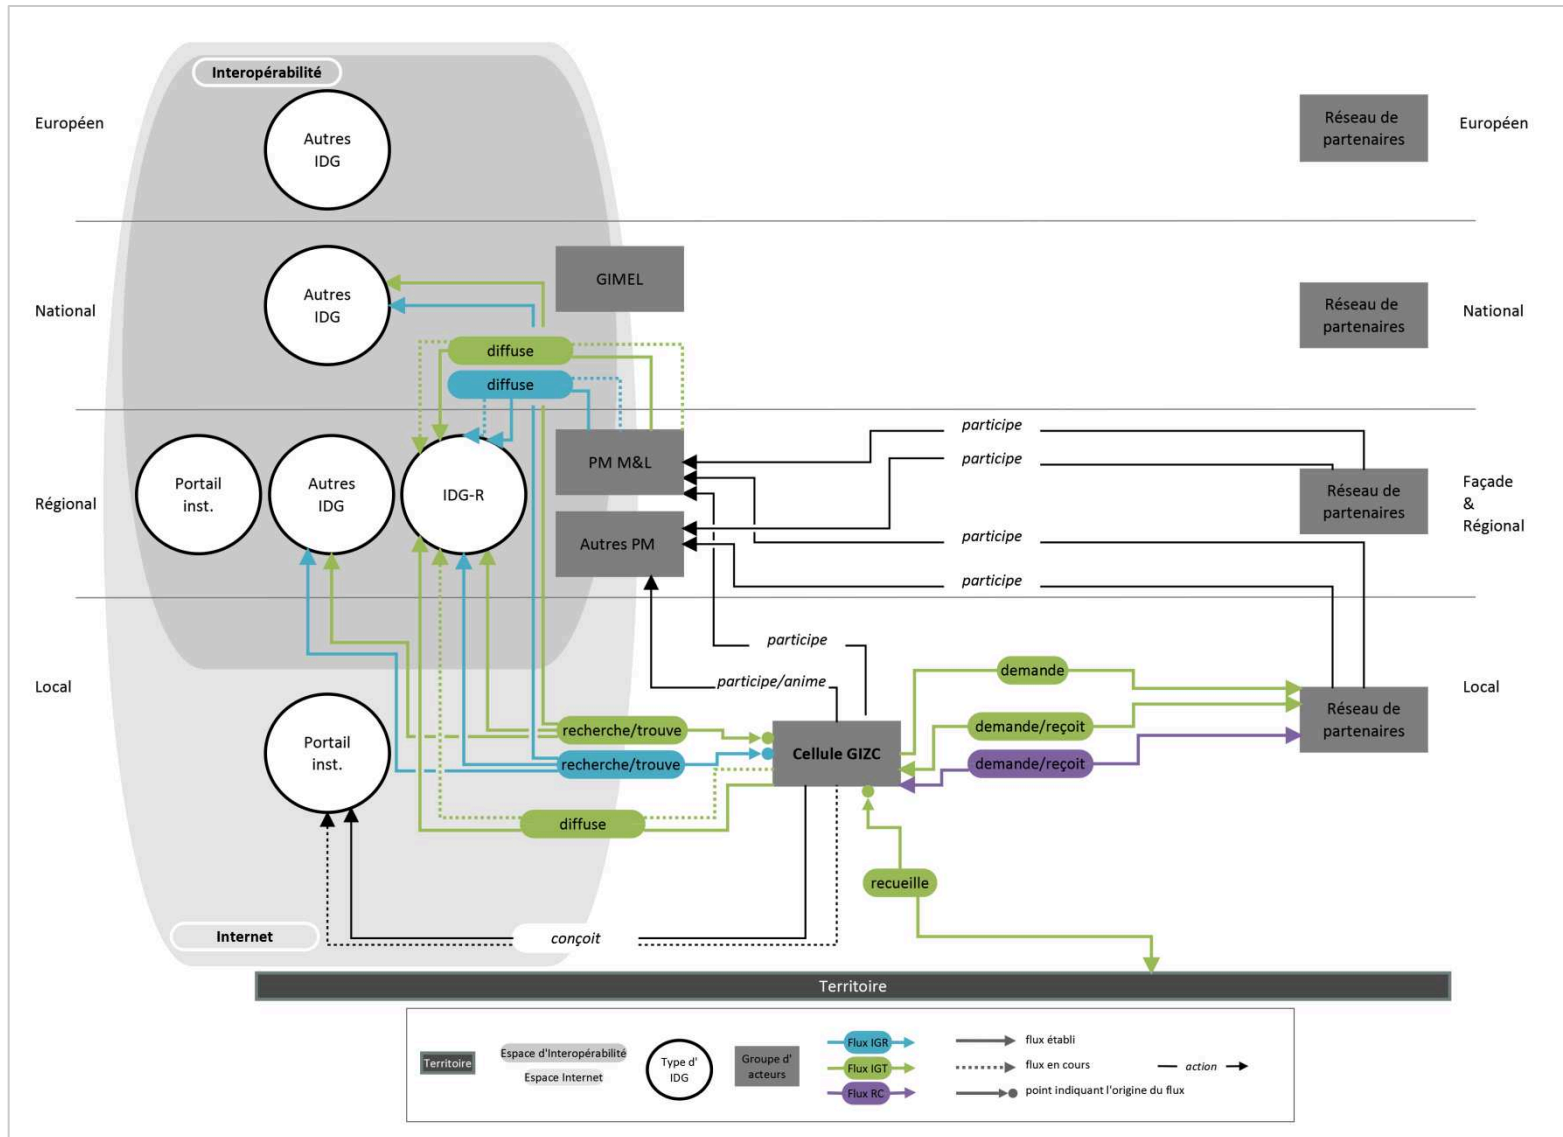 Interopérabilité
Européen
Autres
IDG
Réseau de
partenaires
Européen
National
Autres
IDG
GIMEL
Réseau de
partenaires
National
diffuse
diffuse
Régional
Portail
inst.
Autres
IDG
IDG-R
PM M&L
Autres PM
participe
participe
participe
participe
Réseau de
partenaires
Façade
&
Régional
Local
participe
participe/anime
Portail
inst.
recherche/trouve
recherche/trouve
diffuse
Cellule GIZC
demande
demande/reçoit
demande/reçoit
Réseau de
partenaires
Local
recueille
Internet
conçoit
Territoire
Territoire
Espace d'Interopérabilité
Espace Internet
Type d'
IDG
Groupe d'
acteurs
Flux IGR
Flux IGT
Flux RC
flux établi
flux en cours
point indiquant l'origine du flux
action